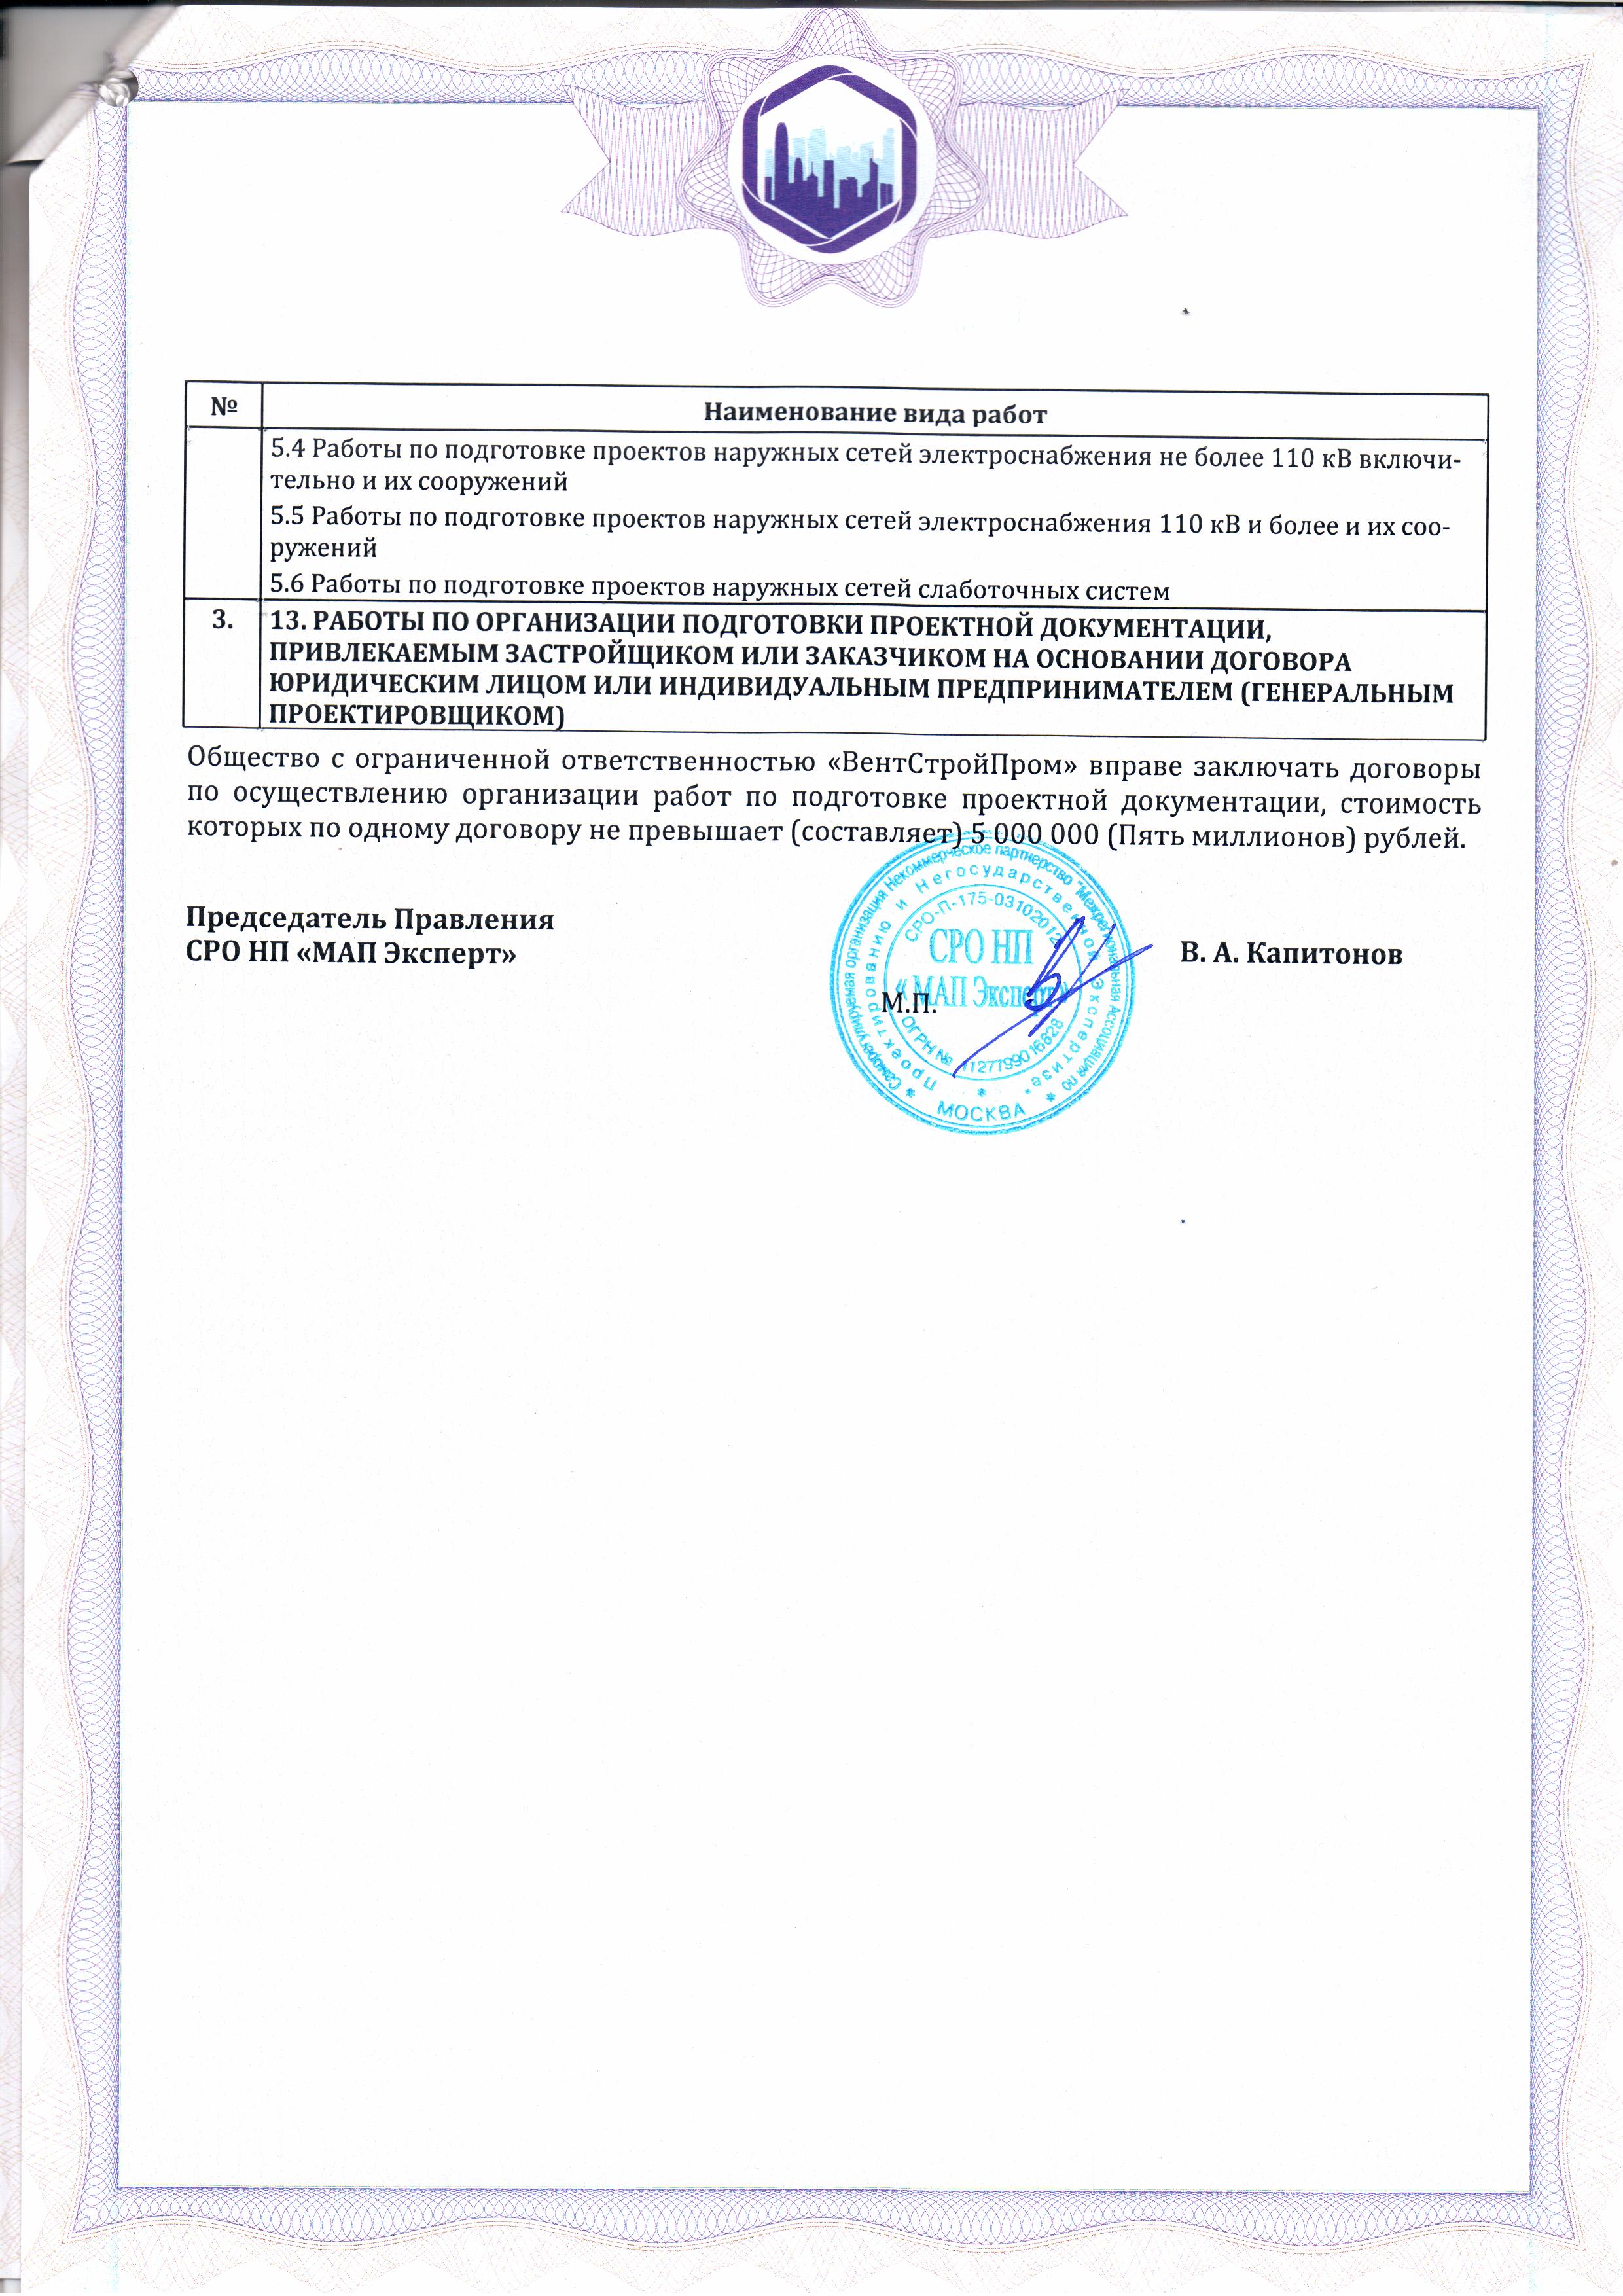 № Наименование вида работ
5.4 Работы по подготовке проектов наружных сетей электроснабжения не более 110 кВ включи-
тельно и их сооружений
5.5 Работы по подготовке проектов наружных сетей электроснабжения 110 кВ и более и их соо-
ружений
5.6 Работы по подготовке проектов наружных сетей слаботочных систем
3. 13. РАБОТЫ ПО ОРГАНИЗАЦИИ ПОДГОТОВКИ ПРОЕКТНОЙ ДОКУМЕНТАЦИИ,
ПРИВЛЕКАЕМЫМ ЗАСТРОЙЩИКОМ ИЛИ ЗАКАЗЧИКОМ НА ОСНОВАНИИ ДОГОВОРА
ЮРИДИЧЕСКИМ ЛИЦОМ ИЛИ ИНДИВИДУАЛЬНЫМ ПРЕДПРИНИМАТЕЛЕМ (ГЕНЕРАЛЬНЫМ
ПРОЕКТИРОВЩИКОМ)
Общество с ограниченной ответственностью «ВентСтройПром» вправе заключать договоры
по осуществлению организации работ по подготовке проектной документации, стоимость
которых по одному договору не превышает (составляет) 5 000 000 (Пять миллионов) рублей.
Председатель Правления
СРО НП «МАП Эксперт»
В. А. Капитонов
М.П.
Саморегулируемая организация Некоммерческое партнерство "Межрегиональная Ассоциация по
Проектированию и Негосударственной Экспертизе"
СРО-П-175-03102012
СРО НП
« МАП Эксперт»
ОГРН № 1127799016828
* МОСКВА *